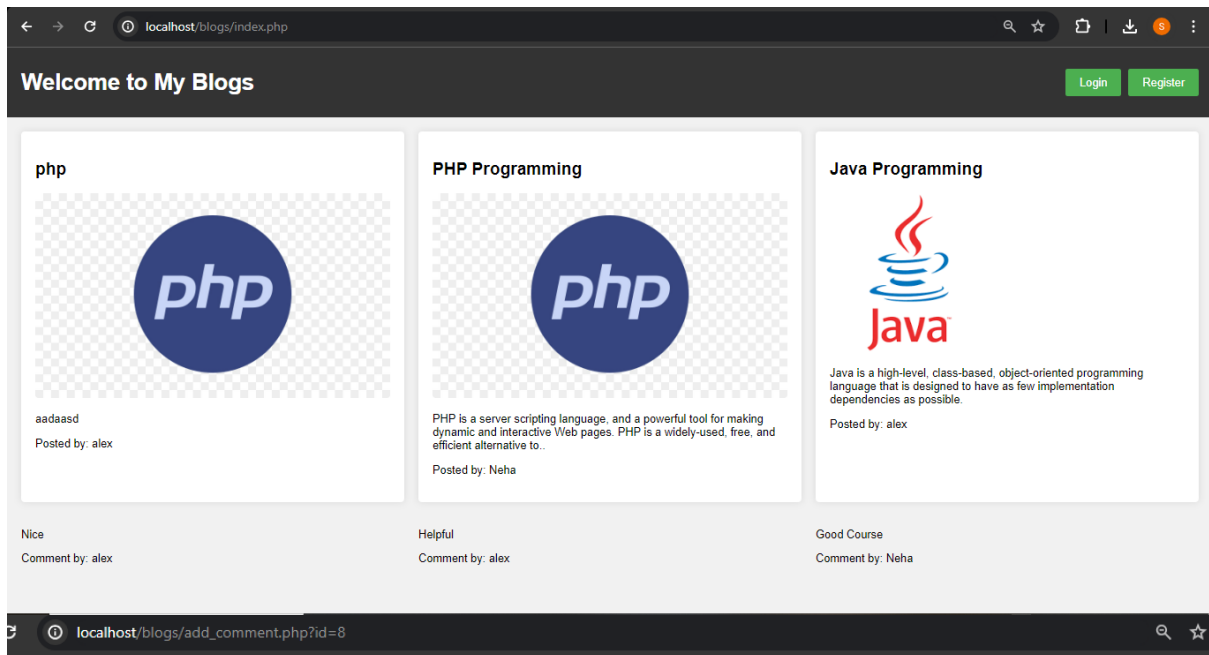 localhost/blogs/index.php
S
Welcome to My Blogs
Login
Register
php
php
aadaasd
Posted by: alex
PHP Programming
php
PHP is a server scripting language, and a powerful tool for making
dynamic and interactive Web pages. PHP is a widely-used, free, and
efficient alternative to..
Posted by: Neha
Java Programming
Java™
Java is a high-level, class-based, object-oriented programming
language that is designed to have as few implementation
dependencies as possible.
Posted by: alex
Nice
Comment by: alex
Helpful
Comment by: alex
Good Course
Comment by: Neha
localhost/blogs/add_comment.php?id=8